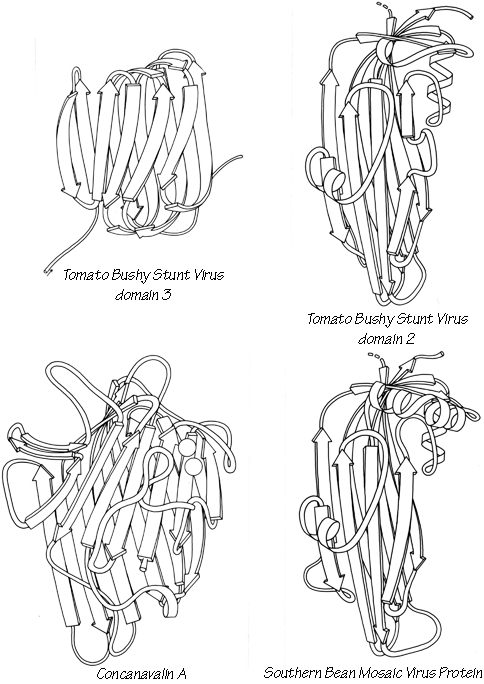 Tomato Bushy Stunt Virus
domain 3
Tomato Bushy Stunt Virus
domain 2
Concanavalin A
Southern Bean Mosaic Virus Protein